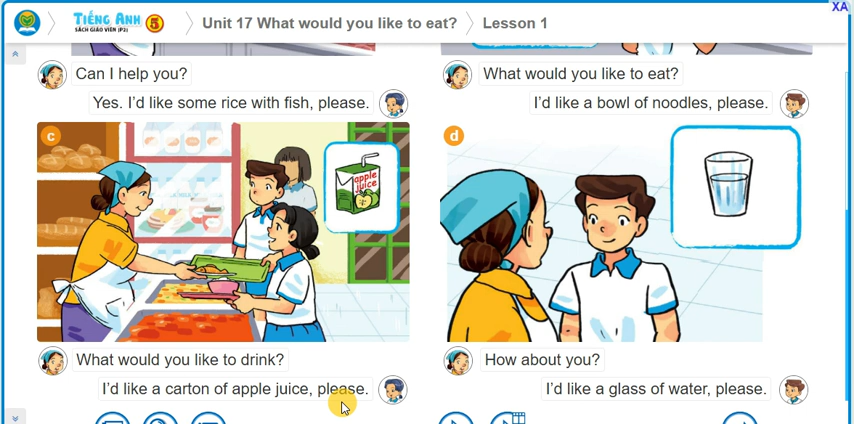 XA
TIẾNG ANH 5
SÁCH GIÁO VIÊN (P2)
Unit 17 What would you like to eat?
Lesson 1
Can I help you?
Yes. I'd like some rice with fish, please.
What would you like to eat?
I'd like a bowl of noodles, please.
c
apple
juice
What would you like to drink?
I'd like a carton of apple juice, please.
d
How about you?
I'd like a glass of water, please.